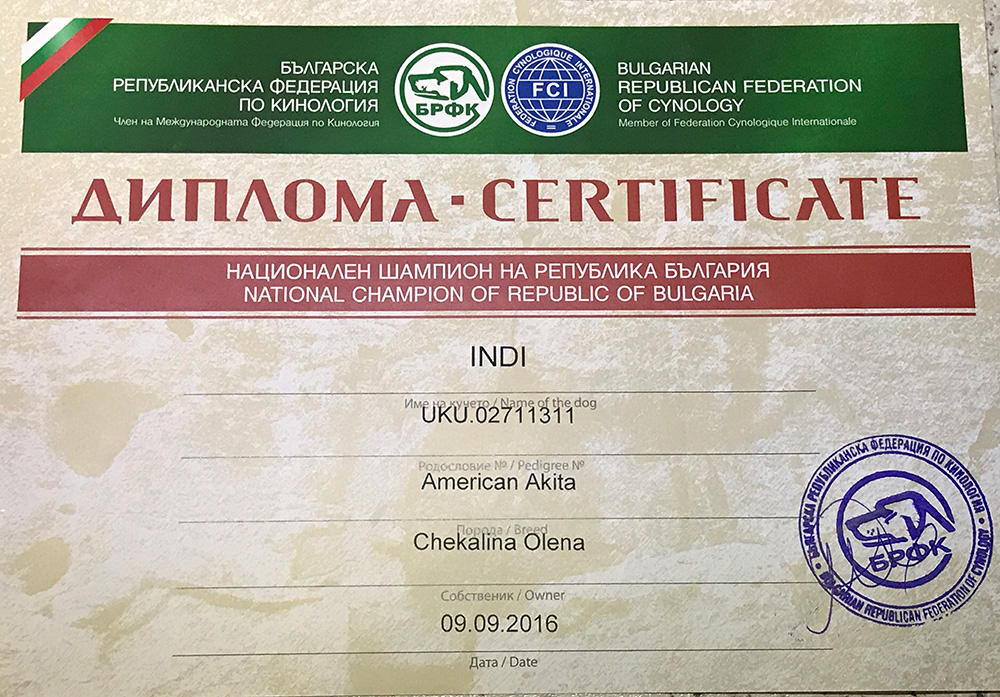 БЪЛГАРСКА
РЕПУБЛИКАНСКА ФЕДЕРАЦИЯ
ПО КИНОЛОГИЯ
Член на Международната Федерация по Кинология
БРФК
FEDERATION CYNOLOGIQUE INTERNATIONALE
FCI
BULGARIAN
REPUBLICAN FEDERATION
OF CYNOLOGY
Member of Federation Cynologique Internationale
ДИПЛОМА - CERTIFICATE
НАЦИОНАЛЕН ШАМПИОН НА РЕПУБЛИКА БЪЛГАРИЯ
NATIONAL CHAMPION OF REPUBLIC OF BULGARIA
INDI
Име на кучето / Name of the dog
UKU.02711311
Родословие № / Pedigree №
American Akita
Порода / Breed
Chekalina Olena
Собственик / Owner
09.09.2016
Дата / Date
БЪЛГАРСКА РЕПУБЛИКАНСКА ФЕДЕРАЦИЯ ПО КИНОЛОГИЯ
БРФК
BULGARIAN REPUBLICAN FEDERATION OF CYNOLOGY